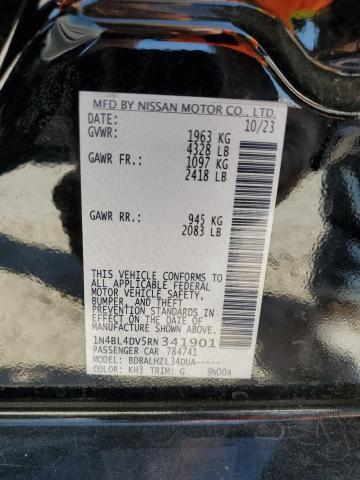 MFD BY NISSAN MOTOR CO., LTD.
DATE: 10/23
GVWR: 1963 KG
4328 LB
GAWR FR.: 1097 KG
2418 LB
GAWR RR.: 945 KG
2083 LB
THIS VEHICLE CONFORMS TO
ALL APPLICABLE FEDERAL
MOTOR VEHICLE SAFETY,
BUMPER, AND THEFT PREVENTION
STANDARDS IN EFFECT ON
THE DATE OF
MANUFACTURE SHOWN ABOVE.
1N4BL4DV5RN341901
PASSENGER CAR 784741
MODEL: BDBALHZL34DUA-----
COLOR: KH3 TRIM: G 9N00A